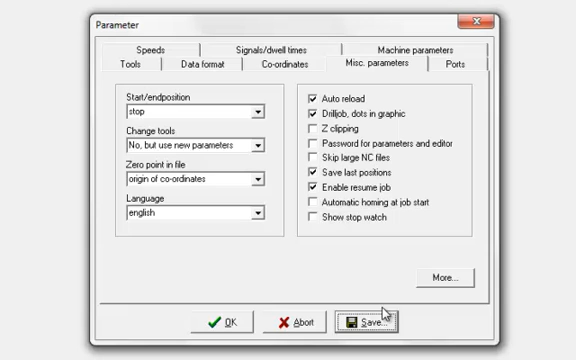 Parameter
Speeds
Signals/dwell times
Machine parameters
Tools
Data format
Co-ordinates
Misc. parameters
Ports
Start/endposition
stop
Change tools
No, but use new parameters
Zero point in file
origin of co-ordinates
Language
english
Auto reload
Drilljob, dots in graphic
Z clipping
Password for parameters and editor
Skip large NC files
Save last positions
Enable resume job
Automatic homing at job start
Show stop watch
More...
OK
Abort
Save...